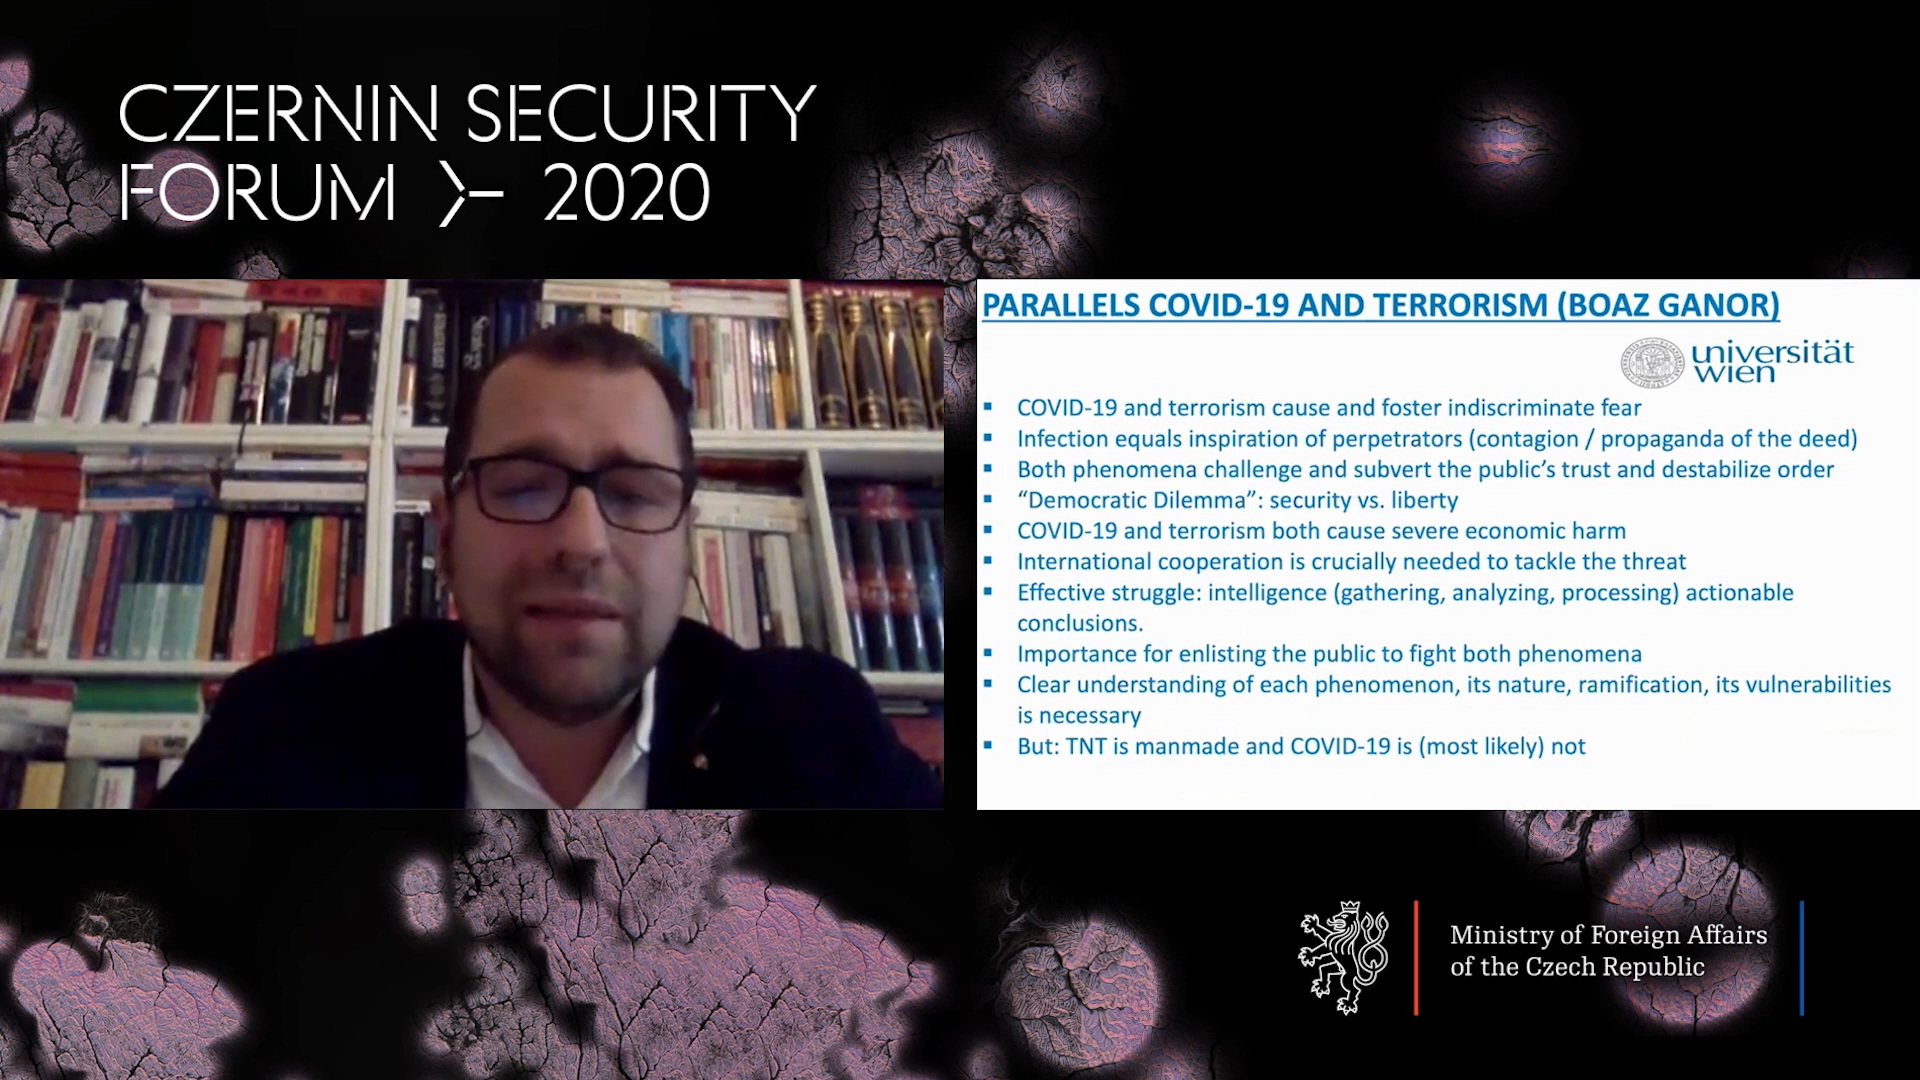 CZERNIN SECURITY
FORUM >- 2020
PARALLELS COVID-19 AND TERRORISM (BOAZ GANOR)
universität
wien
▪ COVID-19 and terrorism cause and foster indiscriminate fear
▪ Infection equals inspiration of perpetrators (contagion / propaganda of the deed)
▪ Both phenomena challenge and subvert the public’s trust and destabilize order
▪ “Democratic Dilemma”: security vs. liberty
▪ COVID-19 and terrorism both cause severe economic harm
▪ International cooperation is crucially needed to tackle the threat
▪ Effective struggle: intelligence (gathering, analyzing, processing) actionable
conclusions.
▪ Importance for enlisting the public to fight both phenomena
▪ Clear understanding of each phenomenon, its nature, ramification, its vulnerabilities
is necessary
▪ But: TNT is manmade and COVID-19 is (most likely) not
Ministry of Foreign Affairs
of the Czech Republic